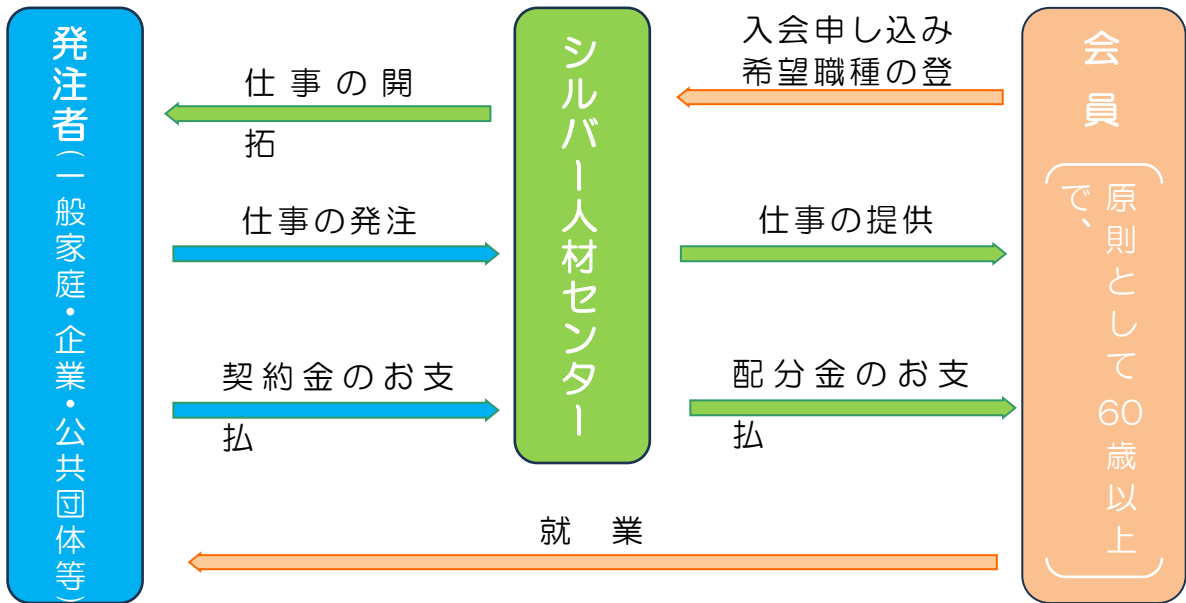 発注者(一般家庭・企業・公共団体等)
仕事の開
拓
仕事の発注
契約金のお支
払
シルバー人材センター
入会申し込み
希望職種の登
仕事の提供
配分金のお支
払
就 業
会員
原則として60歳以上
で、